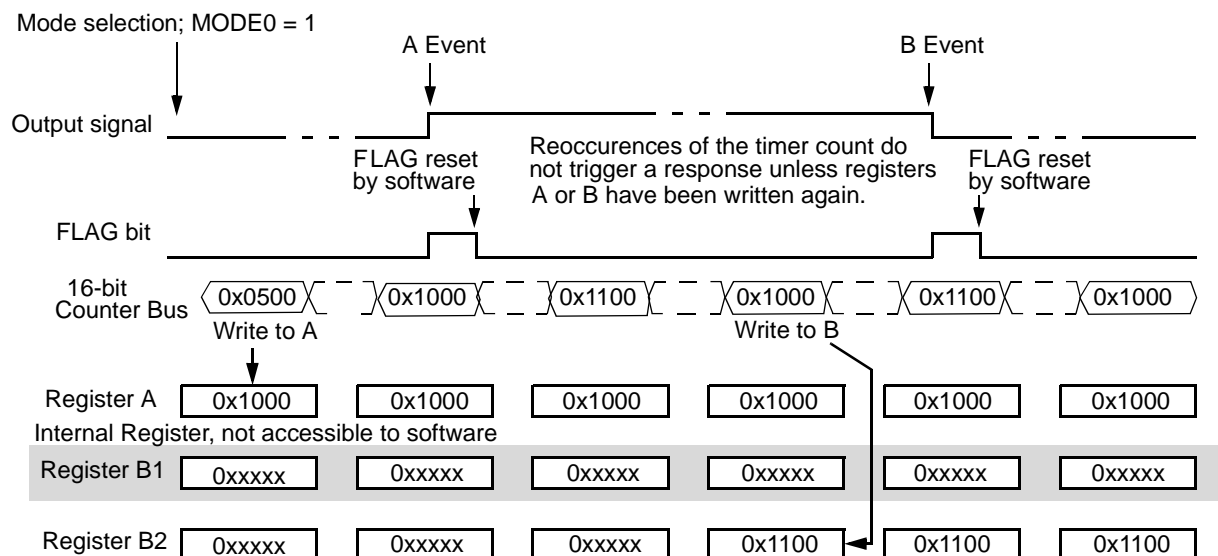 Mode selection; MODE0 = 1
A Event
B Event
Output signal
Reoccurences of the timer count do
not trigger a response unless registers
A or B have been written again.
FLAG reset
by software
FLAG reset
by software
FLAG bit
16-bit
Counter Bus
0x0500 0x1000 0x1100 0x1000 0x1100 0x1000
Write to A
Write to B
Register A 0x1000 0x1000 0x1000 0x1000 0x1000 0x1000
Internal Register, not accessible to software
Register B1 0xxxxx 0xxxxx 0xxxxx 0xxxxx 0xxxxx 0xxxxx
Register B2 0xxxxx 0xxxxx 0xxxxx 0x1100 0x1100 0x1100